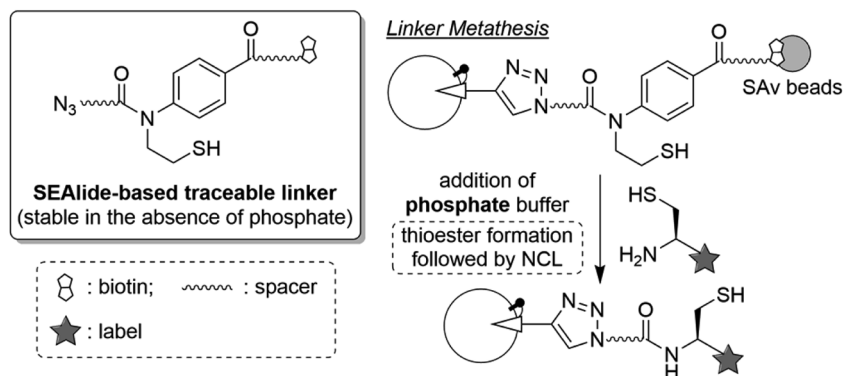 O
O
N3
N
SH
SEAlide-based traceable linker
(stable in the absence of phosphate)
: biotin; : spacer
: label
Linker Metathesis
O
N
N
N
O
N
SH
SAv beads
addition of
phosphate buffer
thioester formation
followed by NCL
HS
H2N
N
N
N
O
N
H
SH